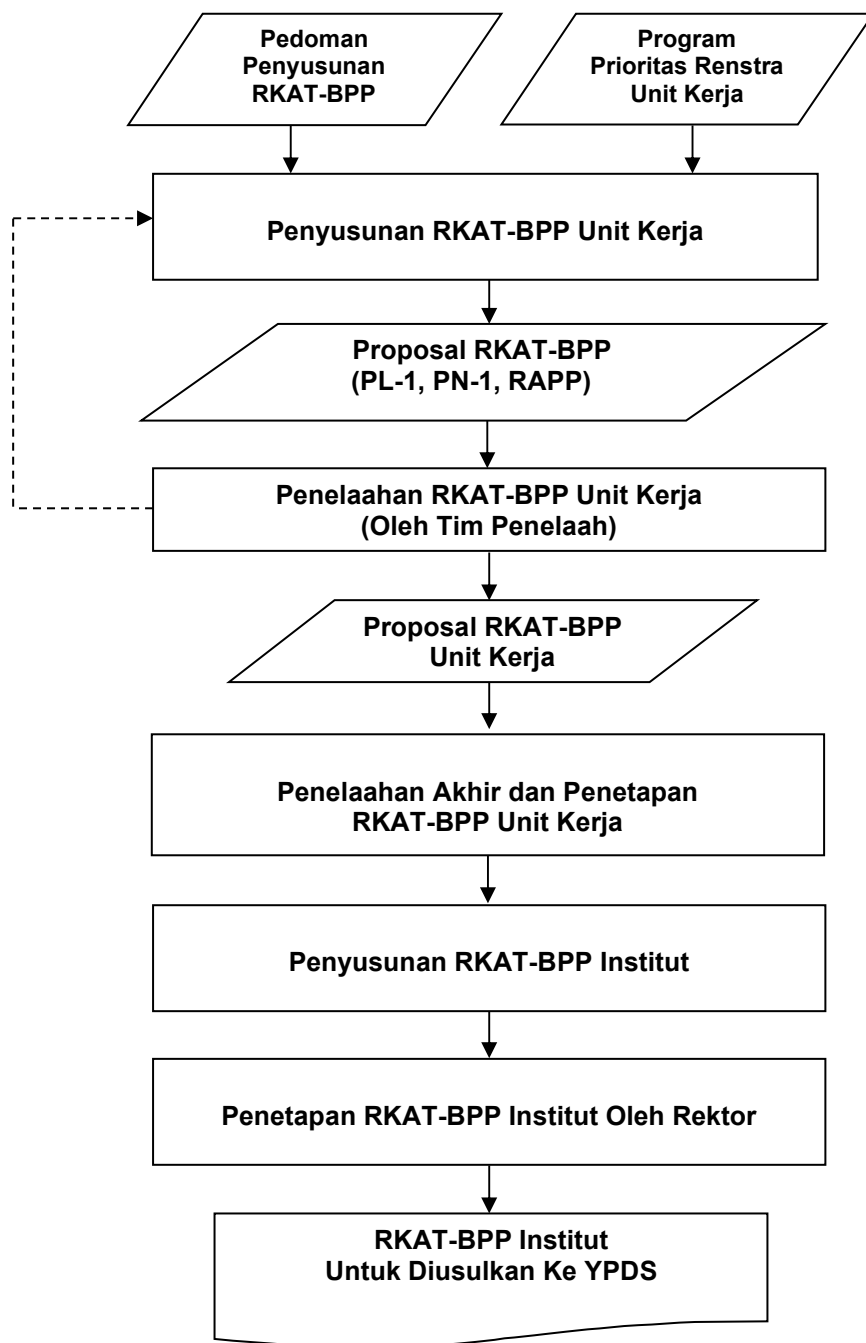 Pedoman
Penyusunan
RKAT-BPP
Program
Prioritas Renstra
Unit Kerja
Penyusunan RKAT-BPP Unit Kerja
Proposal RKAT-BPP
(PL-1, PN-1, RAPP)
Penelaahan RKAT-BPP Unit Kerja
(Oleh Tim Penelaah)
Proposal RKAT-BPP
Unit Kerja
Penelaahan Akhir dan Penetapan
RKAT-BPP Unit Kerja
Penyusunan RKAT-BPP Institut
Penetapan RKAT-BPP Institut Oleh Rektor
RKAT-BPP Institut
Untuk Diusulkan Ke YPDS